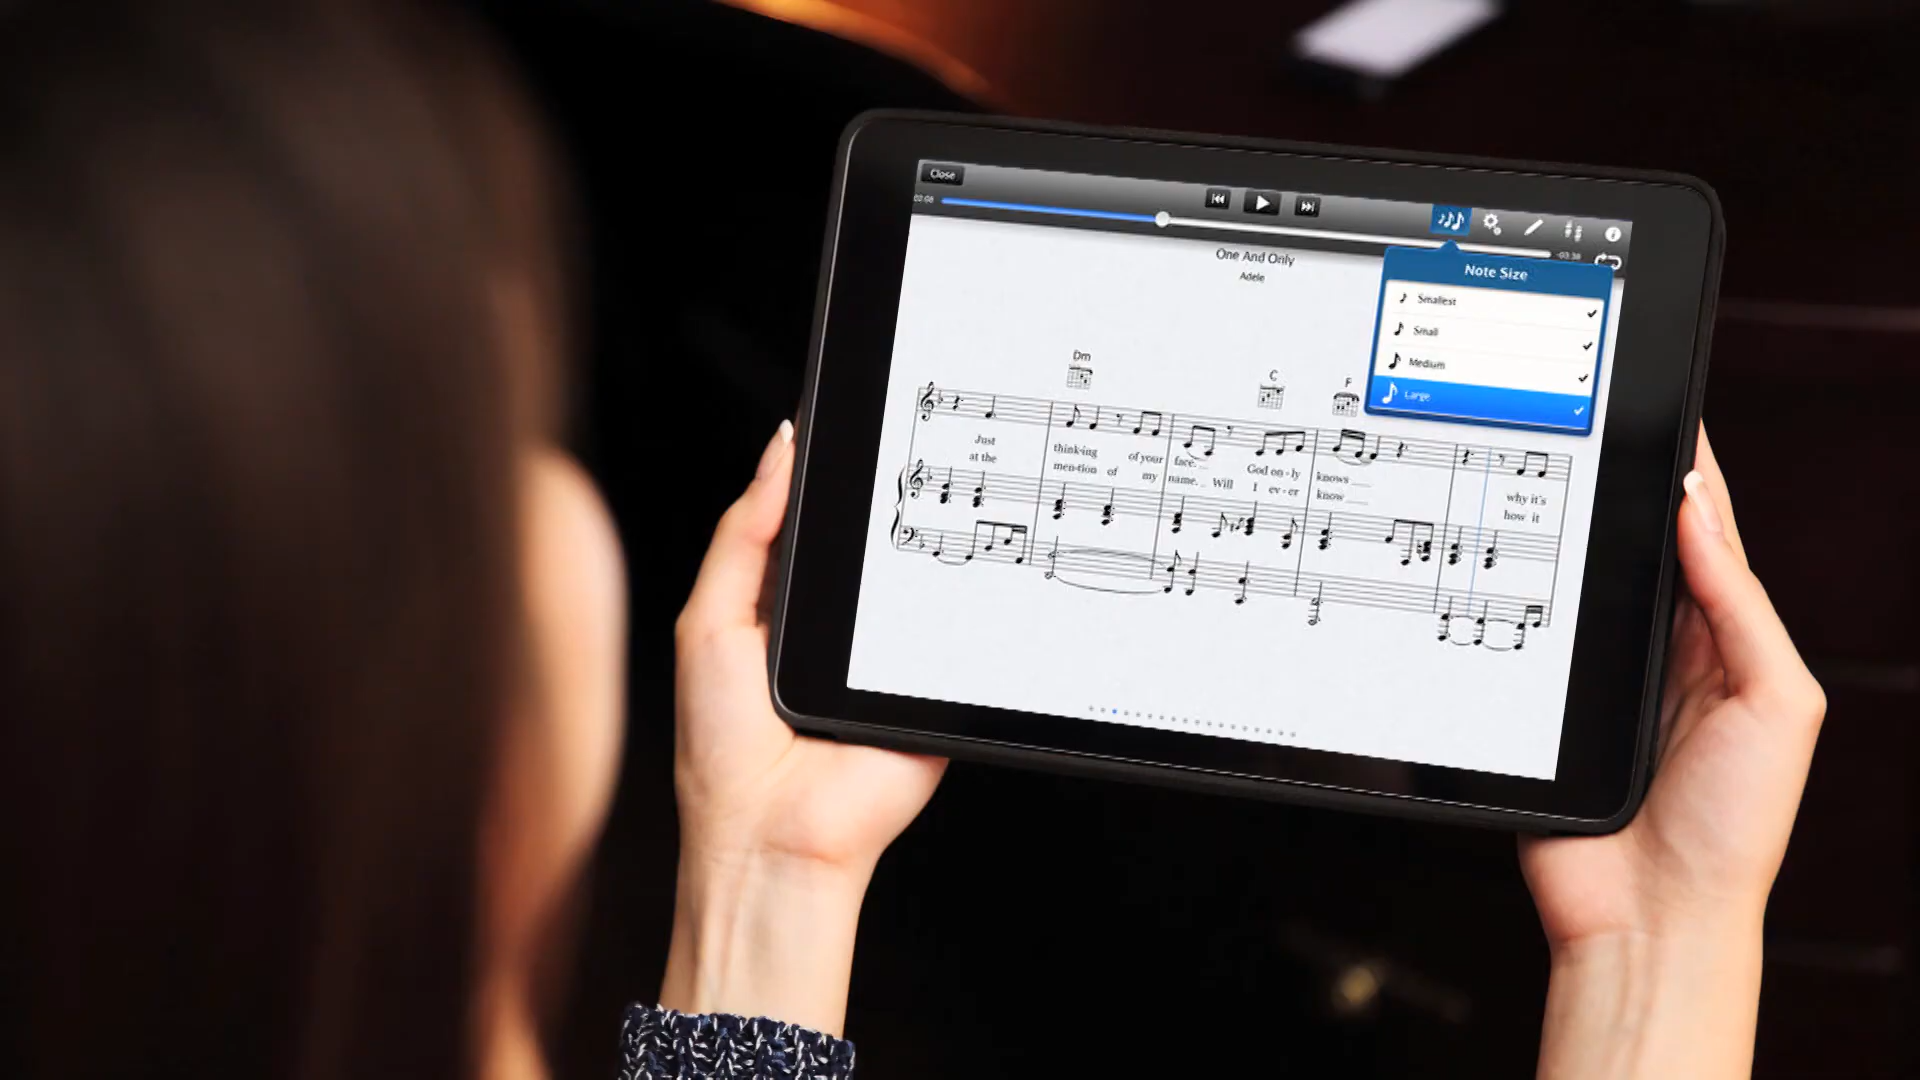 Close
00:08
-03:38
One And Only
Adele
Note Size
Smallest
Small
Medium
Large
Dm C F
Just think-ing of your face. God on-ly knows why it's
at the men-tion of my name. Will I ev-er know how it